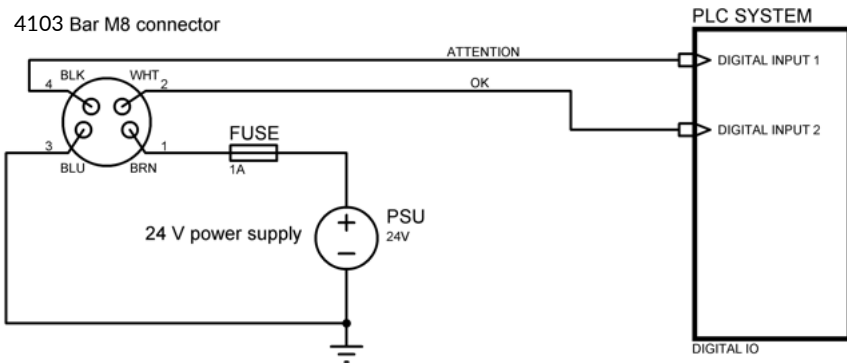 4103 Bar M8 connector
PLC SYSTEM
ATTENTION
DIGITAL INPUT 1
BLK
WHT
4
2
OK
FUSE
DIGITAL INPUT 2
3
1
BLU
BRN
1A
PSU
24 V power supply
24V
DIGITAL IO